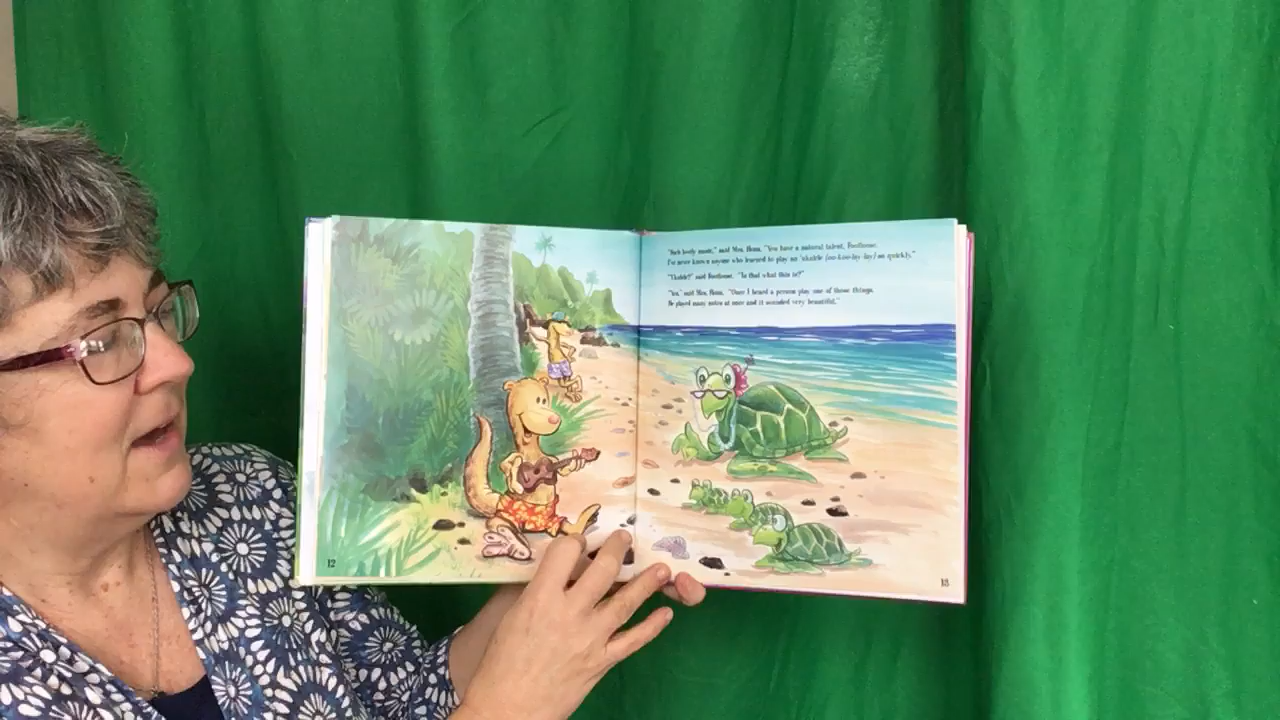 "Such lovely music," said Mrs. Honu. "You have a natural talent, Foothouse.
I've never known anyone who learned to play an 'ukulele (oo-koo-lay-lay) so quickly."
"Ukulele?" said Foothouse. "Is that what this is?"
"Yes," said Mrs. Honu. "Once I heard a person play one of those things.
He played many notes at once and it sounded very beautiful."
12
13